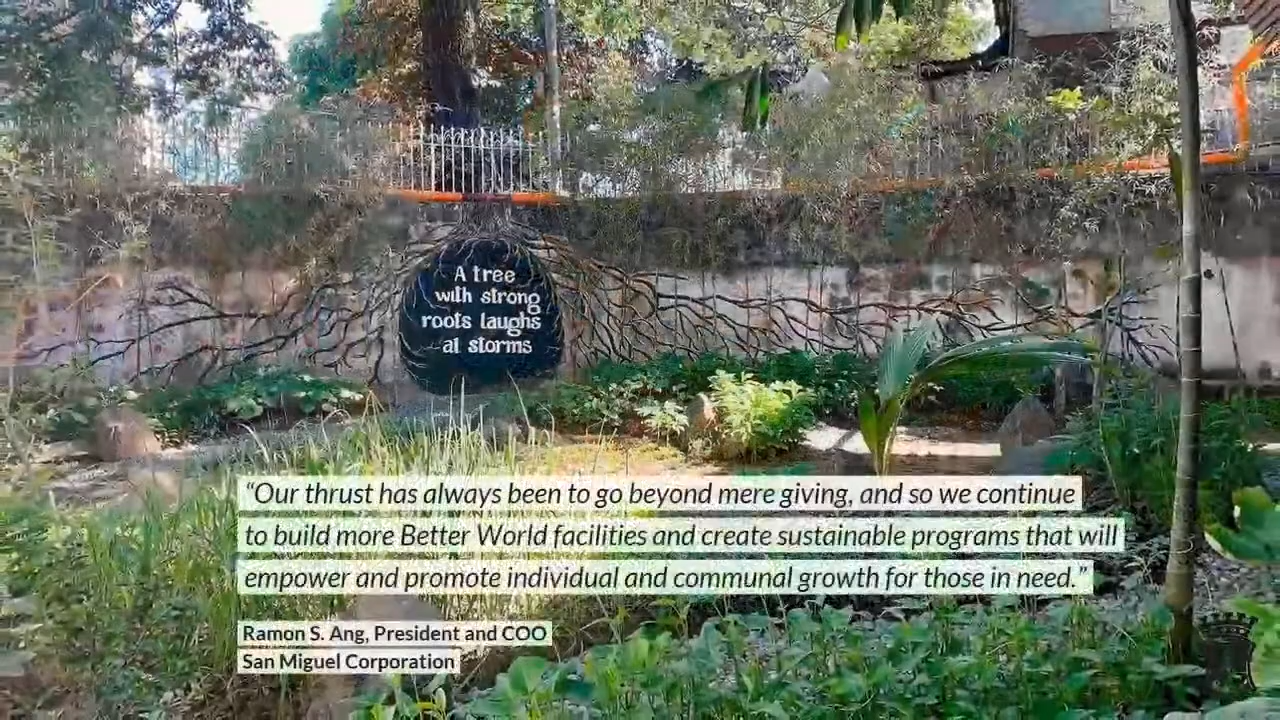 A tree
with strong
roots laughs
at storms
“Our thrust has always been to go beyond mere giving, and so we continue
to build more Better World facilities and create sustainable programs that will
empower and promote individual and communal growth for those in need.”
Ramon S. Ang, President and COO
San Miguel Corporation